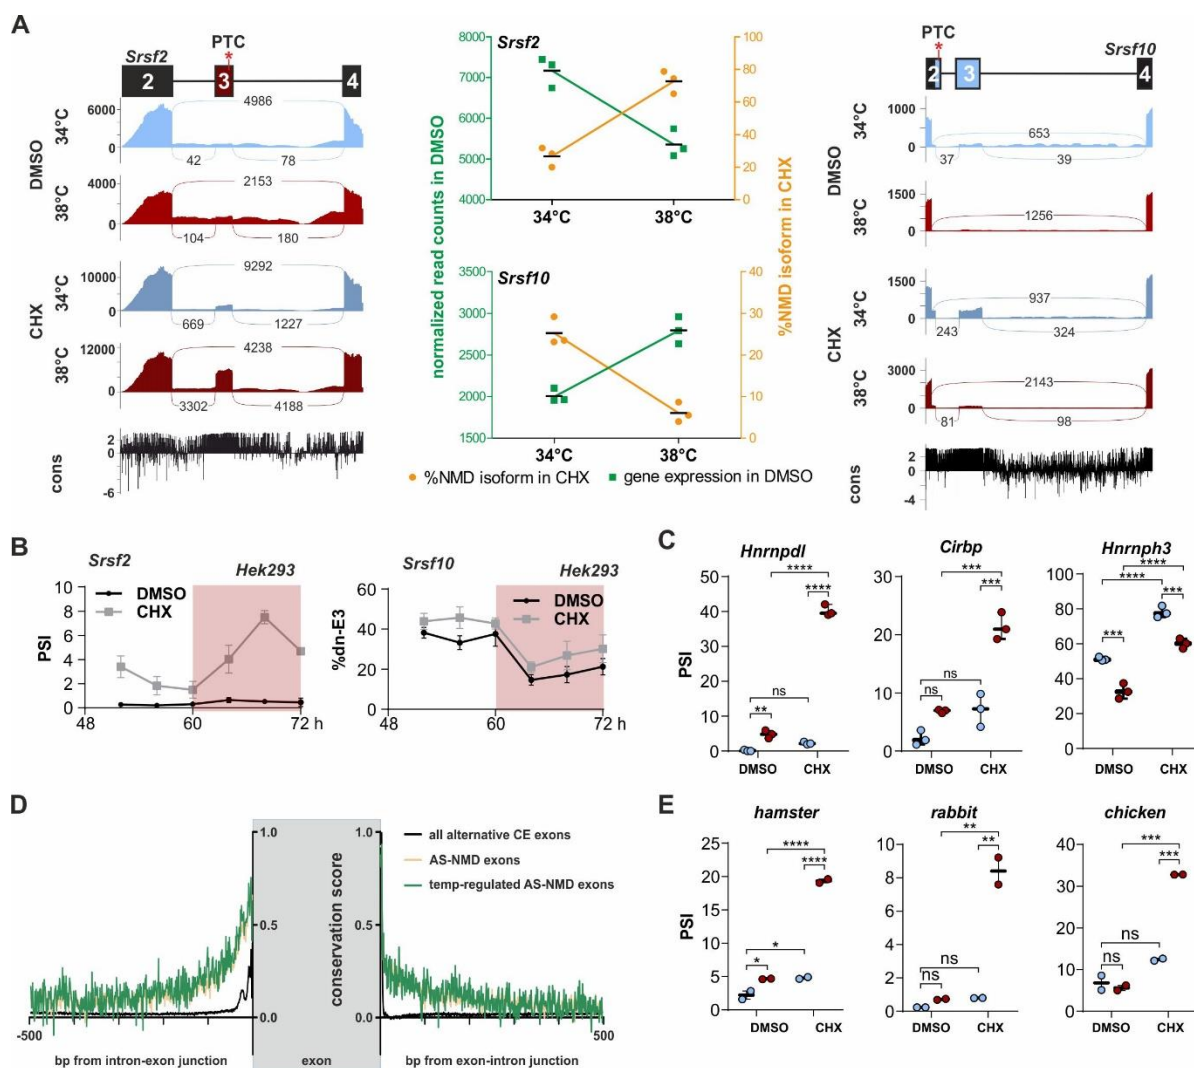 A
Srsf2
PTC
*
2
3
4
DMSO
34°C
6000
0
4986
42
78
38°C
4000
0
2153
104
180
CHX
34°C
10000
0
9292
669
1227
38°C
12000
0
4238
3302
4188
cons
2
-6
Srsf2
normalized read counts in DMSO
%NMD isoform in CHX
8000
7000
6000
5000
4000
100
80
60
40
20
0
34°C
38°C
Srsf10
3500
3000
2500
2000
1500
40
30
20
10
0
34°C
38°C
%NMD isoform in CHX
gene expression in DMSO
PTC
*
Srsf10
2
3
4
DMSO
34°C
1000
0
653
37
39
38°C
1500
0
1256
CHX
34°C
1500
0
937
243
324
38°C
3000
0
2143
81
98
cons
2
-4
B
Srsf2
Hek293
DMSO
CHX
PSI
10
8
6
4
2
0
48
60
72 h
Srsf10
Hek293
DMSO
CHX
%dn-E3
60
40
20
0
48
60
72 h
C
PSI
Hnrnpdl
50
40
30
20
10
0
****
****
ns
**
DMSO
CHX
Cirbp
30
20
10
0
***
***
ns
ns
DMSO
CHX
Hnrnph3
100
80
60
40
20
0
****
****
***
***
DMSO
CHX
D
conservation score
1.0
0.5
0.0
1.0
0.5
0.0
all alternative CE exons
AS-NMD exons
temp-regulated AS-NMD exons
-500
500
bp from intron-exon junction
exon
bp from exon-intron junction
E
PSI
hamster
25
20
15
10
5
0
****
****
*
*
DMSO
CHX
rabbit
10
8
6
4
2
0
**
**
ns
ns
DMSO
CHX
chicken
40
30
20
10
0
***
***
ns
ns
DMSO
CHX